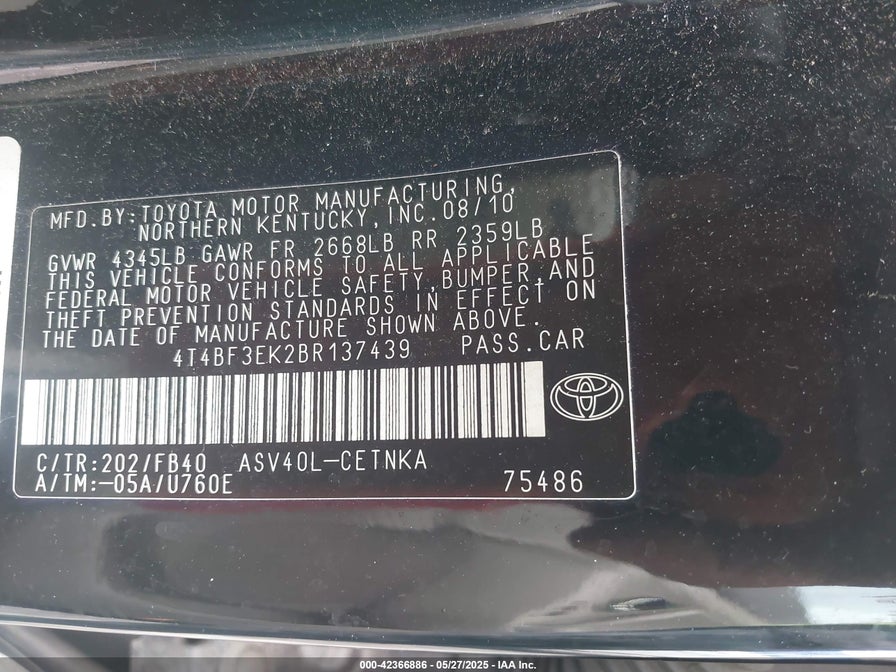 MFD.BY:TOYOTA MOTOR MANUFACTURING,
NORTHERN KENTUCKY,INC.08/10
GVWR 4345LB GAWR FR 2668LB RR 2359LB
THIS VEHICLE CONFORMS TO ALL APPLICABLE
FEDERAL MOTOR VEHICLE SAFETY,BUMPER,AND
THEFT PREVENTION STANDARDS IN EFFECT ON
THE DATE OF MANUFACTURE SHOWN ABOVE.
4T4BF3EK2BR137439 PASS.CAR
C/TR:202/FB40 ASV40L-CETNKA
A/TM:-05A/U760E 75486
000-42366886 - 05/27/2025 - IAA Inc.